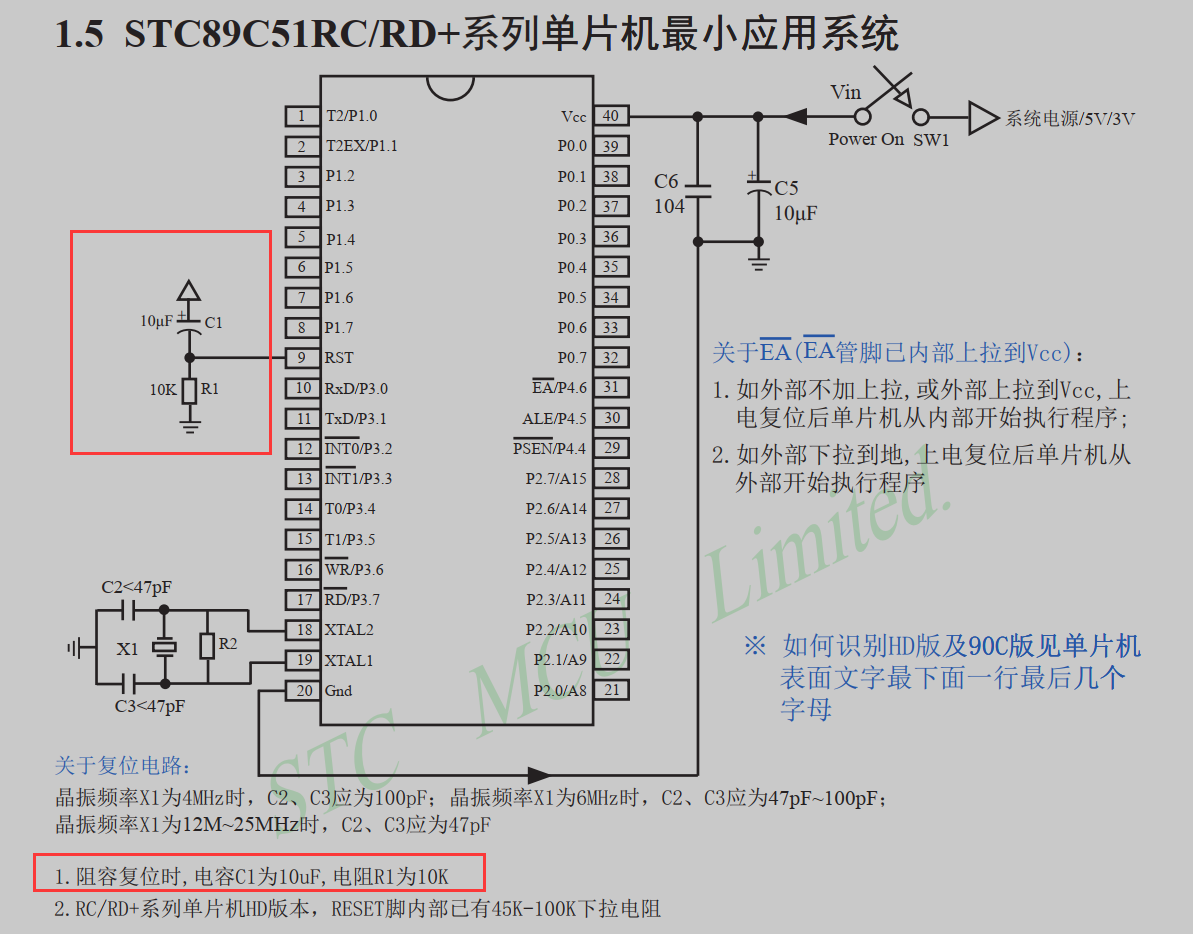 1.5 STC89C51RC/RD+系列单片机最小应用系统
1 T2/P1.0
2 T2EX/P1.1
3 P1.2
4 P1.3
5 P1.4
6 P1.5
7 P1.6
8 P1.7
9 RST
10 RxD/P3.0
11 TxD/P3.1
12 INT0/P3.2
13 INT1/P3.3
14 T0/P3.4
15 T1/P3.5
16 WR/P3.6
17 RD/P3.7
18 XTAL2
19 XTAL1
20 Gnd
Vcc 40
P0.0 39
P0.1 38
P0.2 37
P0.3 36
P0.4 35
P0.5 34
P0.6 33
P0.7 32
EA/P4.6 31
ALE/P4.5 30
PSEN/P4.4 29
P2.7/A15 28
P2.6/A14 27
P2.5/A13 26
P2.4/A12 25
P2.3/A11 24
P2.2/A10 23
P2.1/A9 22
P2.0/A8 21
10μF + C1
10K R1
C2<47pF
X1 R2
C3<47pF
Vin
Power On SW1
系统电源/5V/3V
C6
104
+ C5
10μF
关于EA(EA管脚已内部上拉到Vcc)：
1.如外部不加上拉,或外部上拉到Vcc,上
电复位后单片机从内部开始执行程序;
2.如外部下拉到地,上电复位后单片机从
外部开始执行程序
※ 如何识别HD版及90C版见单片机
表面文字最下面一行最后几个
字母
STC MCU Limited.
关于复位电路:
晶振频率X1为4MHz时，C2、C3应为100pF；晶振频率X1为6MHz时，C2、C3应为47pF~100pF；
晶振频率X1为12M~25MHz时，C2、C3应为47pF
1.阻容复位时,电容C1为10uF,电阻R1为10K
2.RC/RD+系列单片机HD版本，RESET脚内部已有45K-100K下拉电阻